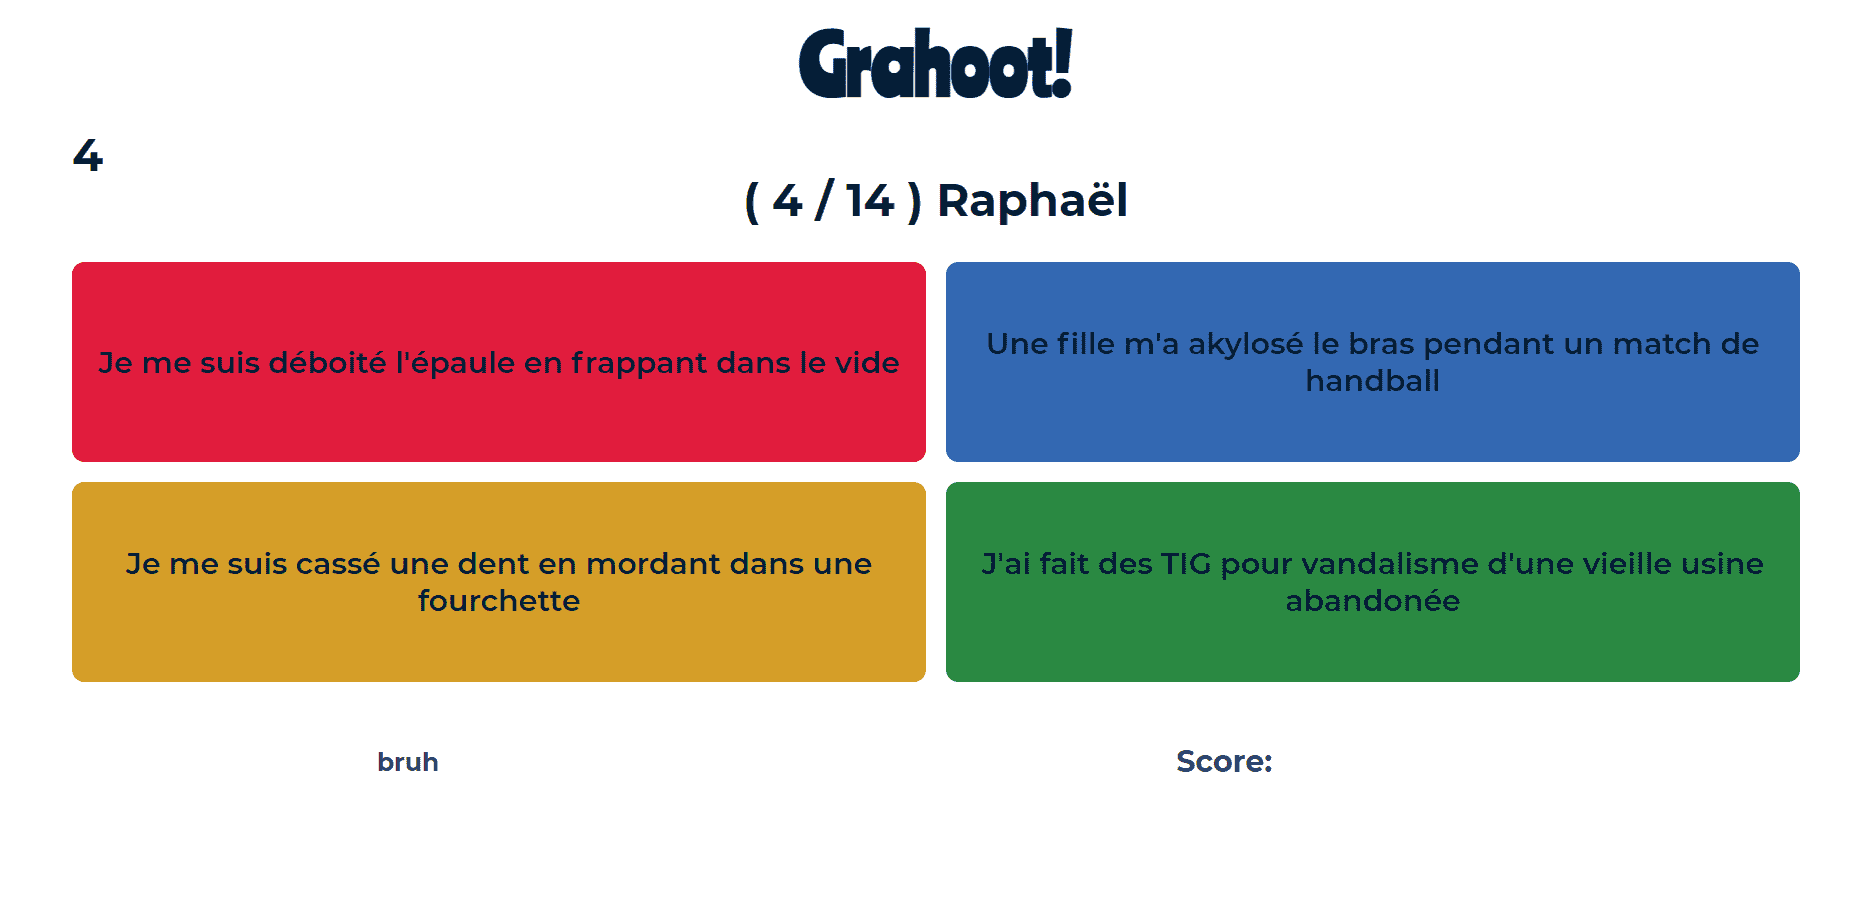 Grahoot!
4
( 4 / 14 ) Raphaël
Je me suis déboité l'épaule en frappant dans le vide
Une fille m'a akylosé le bras pendant un match de
handball
Je me suis cassé une dent en mordant dans une
fourchette
J'ai fait des TIG pour vandalisme d'une vieille usine
abandonée
bruh
Score: